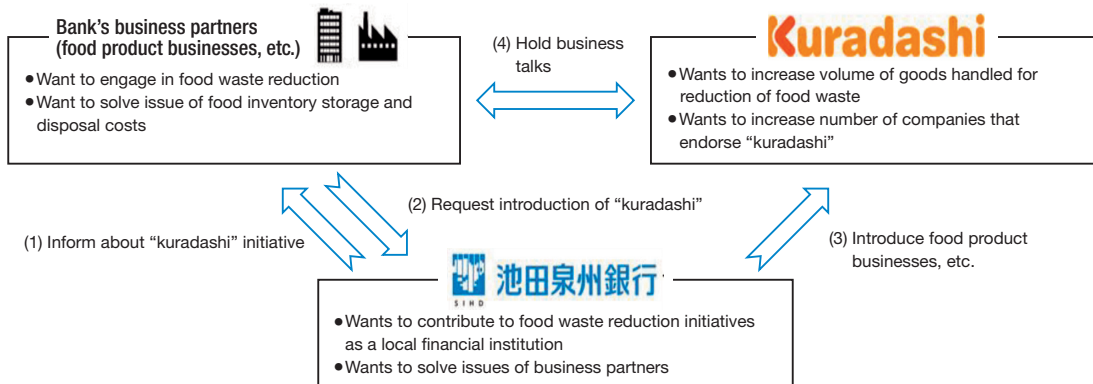 Bank's business partners
(food product businesses, etc.)
●Want to engage in food waste reduction
●Want to solve issue of food inventory storage and
disposal costs
(4) Hold business
talks
Kuradashi
●Wants to increase volume of goods handled for
reduction of food waste
●Wants to increase number of companies that
endorse “kuradashi”
(1) Inform about “kuradashi” initiative
(2) Request introduction of “kuradashi”
(3) Introduce food product
businesses, etc.
SIHD
池田泉州銀行
●Wants to contribute to food waste reduction initiatives
as a local financial institution
●Wants to solve issues of business partners